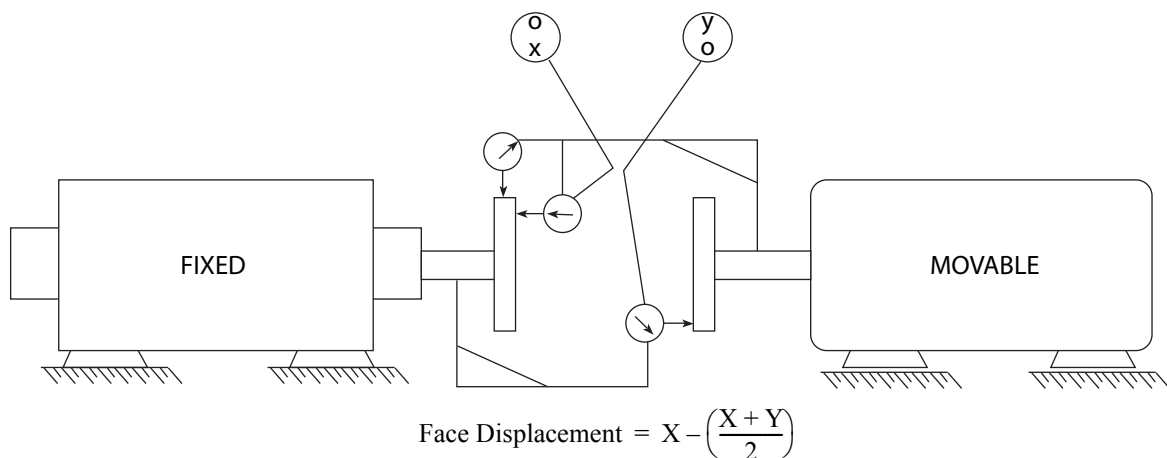 o
x
y
o
FIXED
MOVABLE
Face Displacement = X – (X + Y / 2)